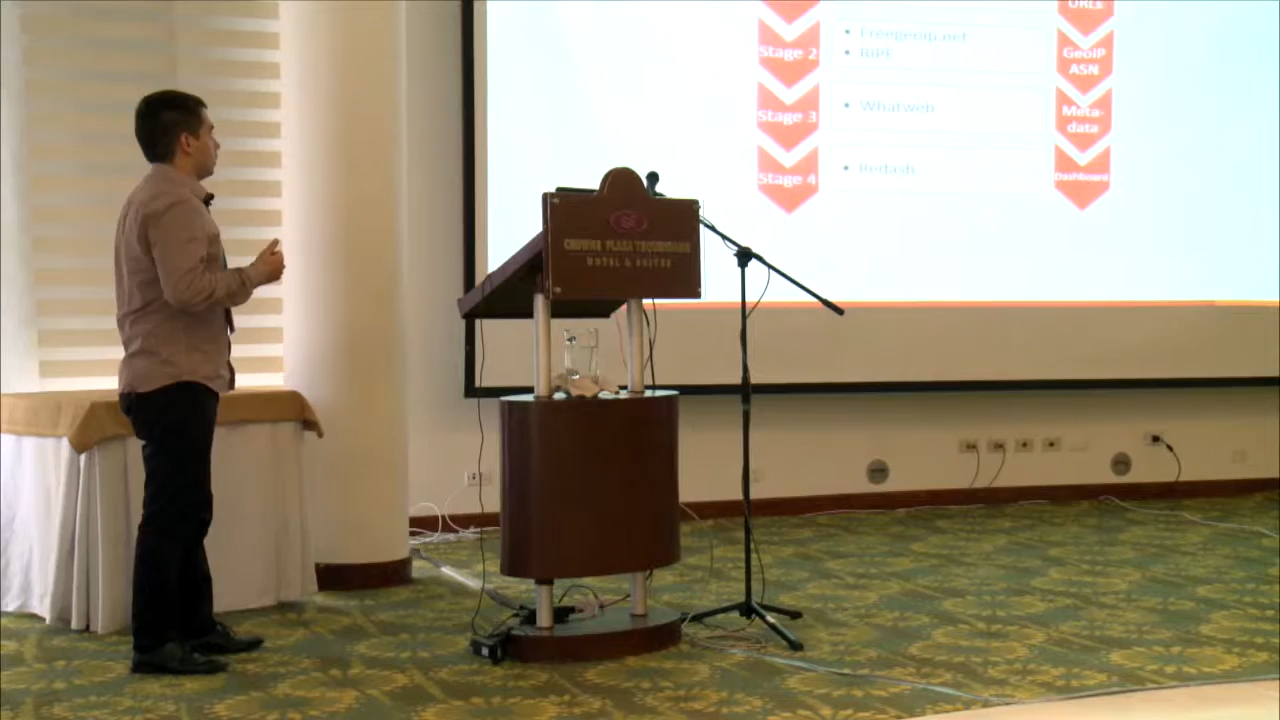 URLs
Stage 2
• Freegeoip.net
• RIPE
GeoIP
ASN
Stage 3
• Whatweb
Meta-
data
Stage 4
• Redash
Dashboard
CROWNE PLAZA TEQUENDAMA
HOTEL & SUITES